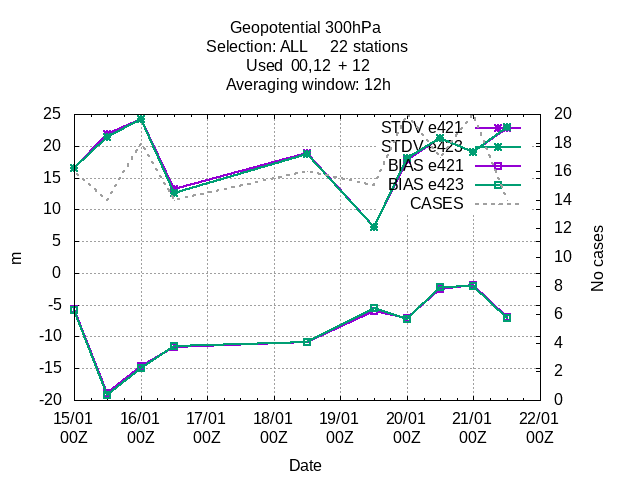 Geopotential 300hPa
Selection: ALL 22 stations
Used 00,12 + 12
Averaging window: 12h
25
20
15
10
5
0
-5
-10
-15
-20
m
STDV e421
STDV e423
BIAS e421
BIAS e423
CASES
20
18
16
14
12
10
8
6
4
2
0
No cases
15/01 16/01 17/01 18/01 19/01 20/01 21/01 22/01
00Z 00Z 00Z 00Z 00Z 00Z 00Z 00Z
Date